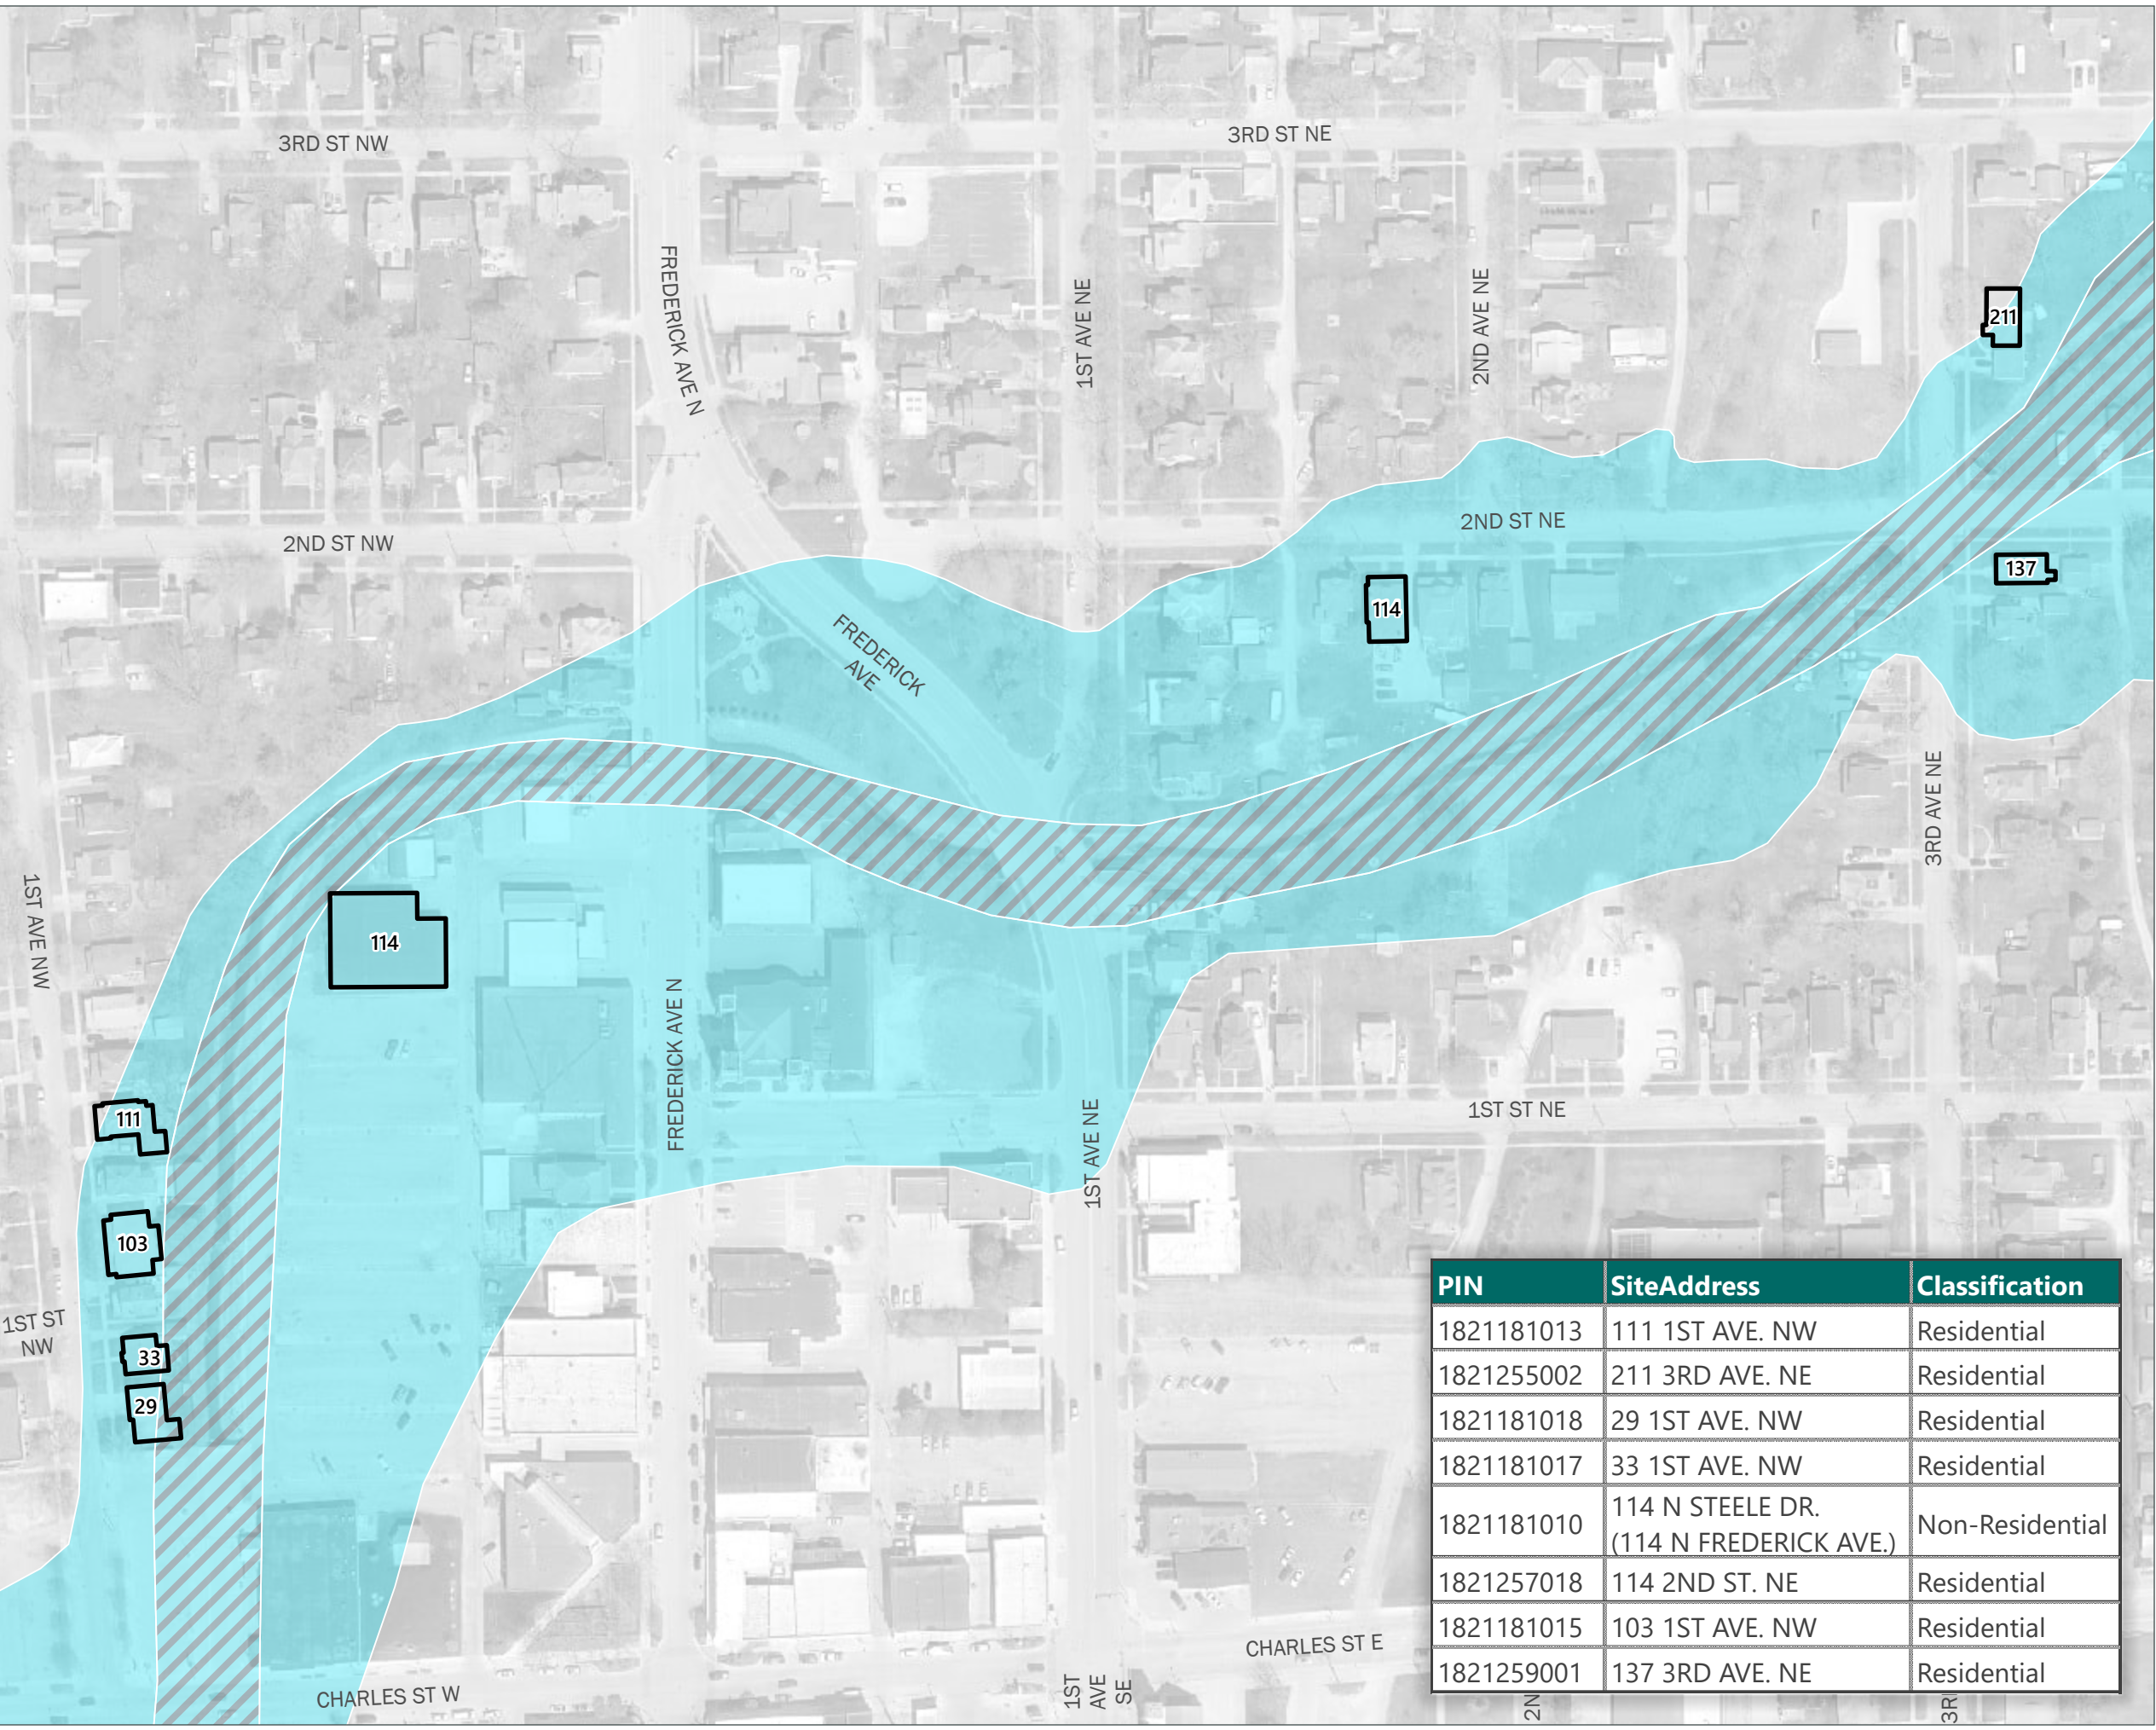 3RD ST NW
3RD ST NE
FREDERICK AVE N
1ST AVE NE
2ND AVE NE
211
2ND ST NW
2ND ST NE
137
114
FREDERICK
AVE
3RD AVE NE
1ST AVE NW
114
FREDERICK AVE N
111
1ST AVE NE
1ST ST NE
103
1ST ST
NW
33
29
PIN SiteAddress Classification
1821181013 111 1ST AVE. NW Residential
1821255002 211 3RD AVE. NE Residential
1821181018 29 1ST AVE. NW Residential
1821181017 33 1ST AVE. NW Residential
1821181010 114 N STEELE DR.
(114 N FREDERICK AVE.) Non-Residential
1821257018 114 2ND ST. NE Residential
1821181015 103 1ST AVE. NW Residential
1821259001 137 3RD AVE. NE Residential
CHARLES ST E
CHARLES ST W
1ST
AVE
SE
2N
3R